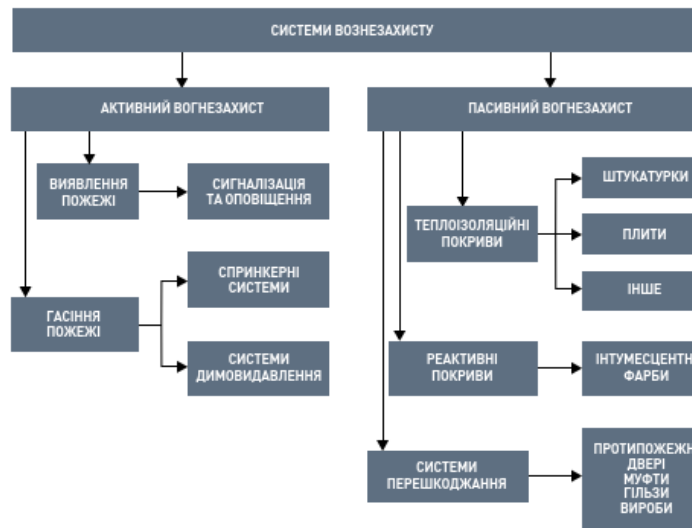 СИСТЕМИ ВОЗНЕЗАХИСТУ
АКТИВНИЙ ВОГНЕЗАХИСТ
ВИЯВЛЕННЯ
ПОЖЕЖІ
СИГНАЛІЗАЦІЯ
ТА ОПОВІЩЕННЯ
ГАСІННЯ
ПОЖЕЖІ
СПРИНКЕРНІ
СИСТЕМИ
СИСТЕМИ
ДИМОВИДАВЛЕННЯ
ПАСИВНИЙ ВОГНЕЗАХИСТ
ТЕПЛОІЗОЛЯЦІЙНІ
ПОКРИВИ
ШТУКАТУРКИ
ПЛИТИ
ІНШЕ
РЕАКТИВНІ
ПОКРИВИ
ІНТУМЕСЦЕНТН
ФАРБИ
СИСТЕМИ
ПЕРЕШКОДЖАННЯ
ПРОТИПОЖЕЖН
ДВЕРІ
МУФТИ
ГІЛЬЗИ
ВИРОБИ